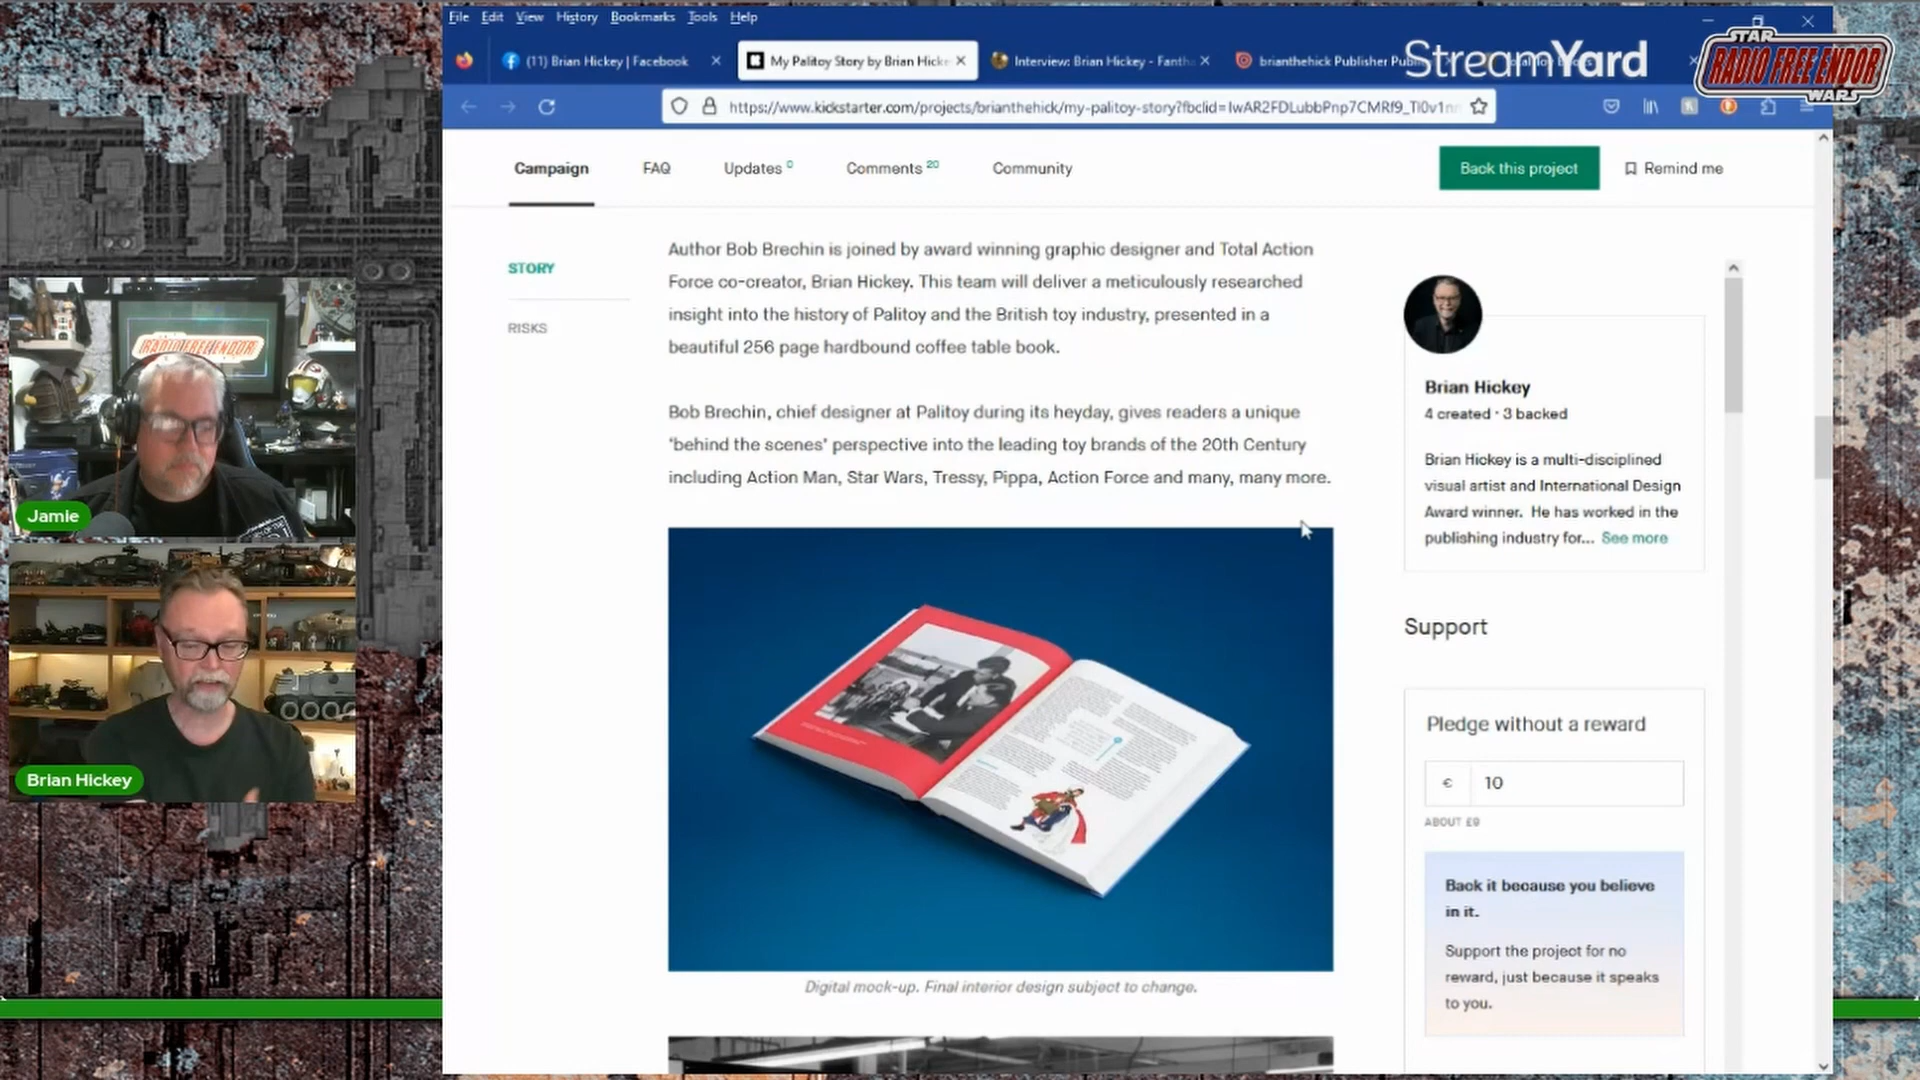 File Edit View History Bookmarks Tools Help
(11) Brian Hickey | Facebook
My Palitoy Story by Brian Hicke
Interview: Brian Hickey - Fantha
brianthehick Publisher Pu
StreamYard
STAR
RADIO FREE ENDOR
WARS
https://www.kickstarter.com/projects/brianthehick/my-palitoy-story?fbclid=IwAR2FDLubbPnp7CMRf9_Tl0v1n
Campaign
FAQ
Updates 0
Comments 20
Community
Back this project
Remind me
STORY
RISKS
Author Bob Brechin is joined by award winning graphic designer and Total Action
Force co-creator, Brian Hickey. This team will deliver a meticulously researched
insight into the history of Palitoy and the British toy industry, presented in a
beautiful 256 page hardbound coffee table book.
Bob Brechin, chief designer at Palitoy during its heyday, gives readers a unique
'behind the scenes' perspective into the leading toy brands of the 20th Century
including Action Man, Star Wars, Tressy, Pippa, Action Force and many, many more.
Digital mock-up. Final interior design subject to change.
Brian Hickey
4 created · 3 backed
Brian Hickey is a multi-disciplined
visual artist and International Design
Award winner. He has worked in the
publishing industry for... See more
Support
Pledge without a reward
€ 10
ABOUT £9
Back it because you believe
in it.
Support the project for no
reward, just because it speaks
to you.
RADIO FREE ENDOR
Jamie
Brian Hickey